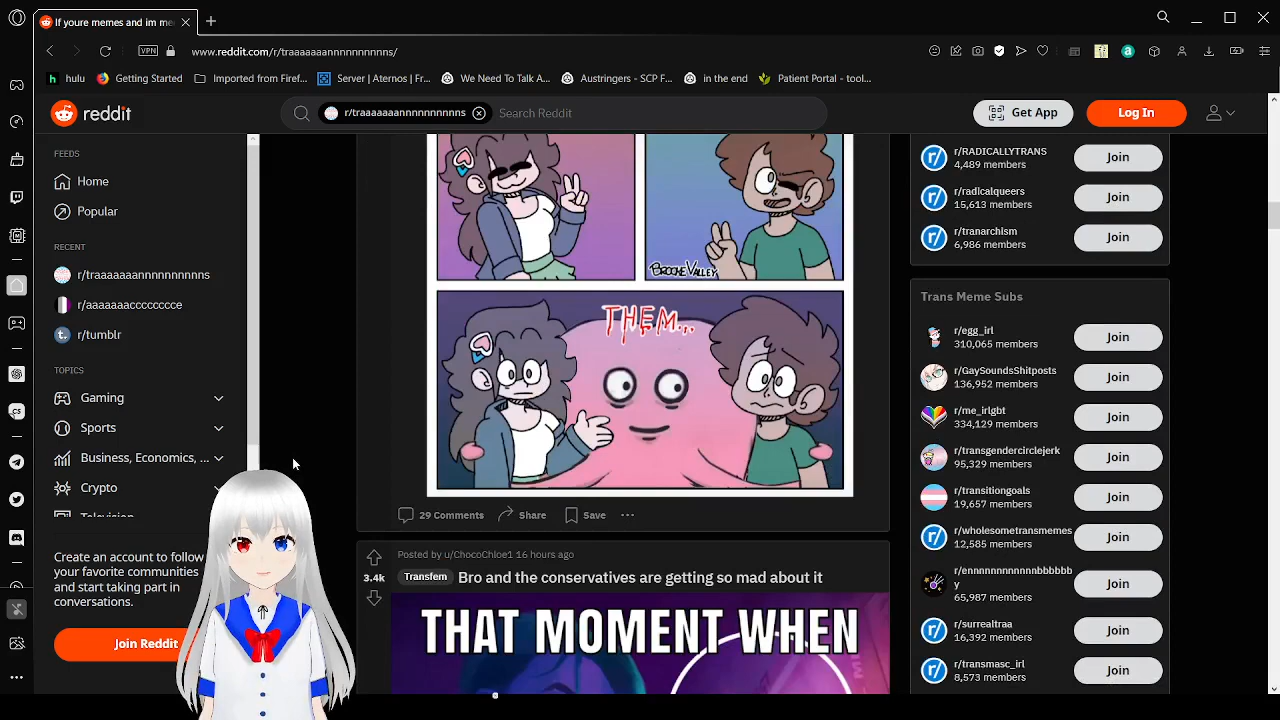 If youre memes and im me
VPN
www.reddit.com/r/traaaaaaannnnnnnnnns/
hulu
Getting Started
Imported from Firef...
Server | Aternos | Fr...
We Need To Talk A...
Austringers - SCP F...
in the end
Patient Portal - tool...
reddit
r/traaaaaaannnnnnnnnns
Search Reddit
Get App
Log In
FEEDS
Home
Popular
RECENT
r/traaaaaaannnnnnnnnns
r/aaaaaaacccccccce
r/tumblr
TOPICS
Gaming
Sports
Business, Economics, ...
Crypto
Create an account to follow
your favorite communities
and start taking part in
conversations.
Join Reddit
BROOKEVALLEY
THEM...
29 Comments
Share
Save
Posted by u/ChocoChloe1 16 hours ago
3.4k
Transfem
Bro and the conservatives are getting so mad about it
THAT MOMENT WHEN
r/RADICALLYTRANS
4,489 members
Join
r/radicalqueers
15,613 members
Join
r/tranarchism
6,986 members
Join
Trans Meme Subs
r/egg_irl
310,065 members
Join
r/GaySoundsShitposts
136,952 members
Join
r/me_irlgbt
334,129 members
Join
r/transgendercirclejerk
95,329 members
Join
r/transitiongoals
19,657 members
Join
r/wholesometransmemes
12,585 members
Join
r/ennnnnnnnnnnbbbbbb
y
65,987 members
Join
r/surrealtraa
16,392 members
Join
r/transmasc_irl
8,573 members
Join